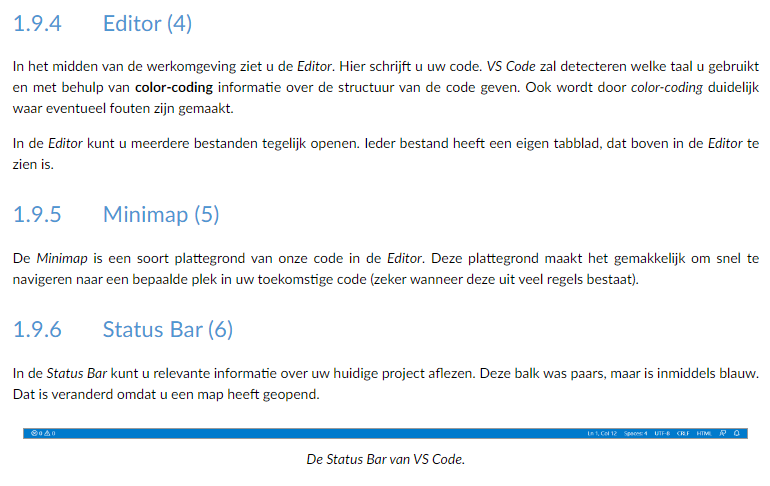 1.9.4 Editor (4)
In het midden van de werkomgeving ziet u de Editor. Hier schrijft u uw code. VS Code zal detecteren welke taal u gebruikt
en met behulp van color-coding informatie over de structuur van de code geven. Ook wordt door color-coding duidelijk
waar eventueel fouten zijn gemaakt.
In de Editor kunt u meerdere bestanden tegelijk openen. Ieder bestand heeft een eigen tabblad, dat boven in de Editor te
zien is.
1.9.5 Minimap (5)
De Minimap is een soort plattegrond van onze code in de Editor. Deze plattegrond maakt het gemakkelijk om snel te
navigeren naar een bepaalde plek in uw toekomstige code (zeker wanneer deze uit veel regels bestaat).
1.9.6 Status Bar (6)
In de Status Bar kunt u relevante informatie over uw huidige project aflezen. Deze balk was paars, maar is inmiddels blauw.
Dat is veranderd omdat u een map heeft geopend.
0 0 Ln 1, Col 12 Spaces: 4 UTF-8 CRLF HTML
De Status Bar van VS Code.